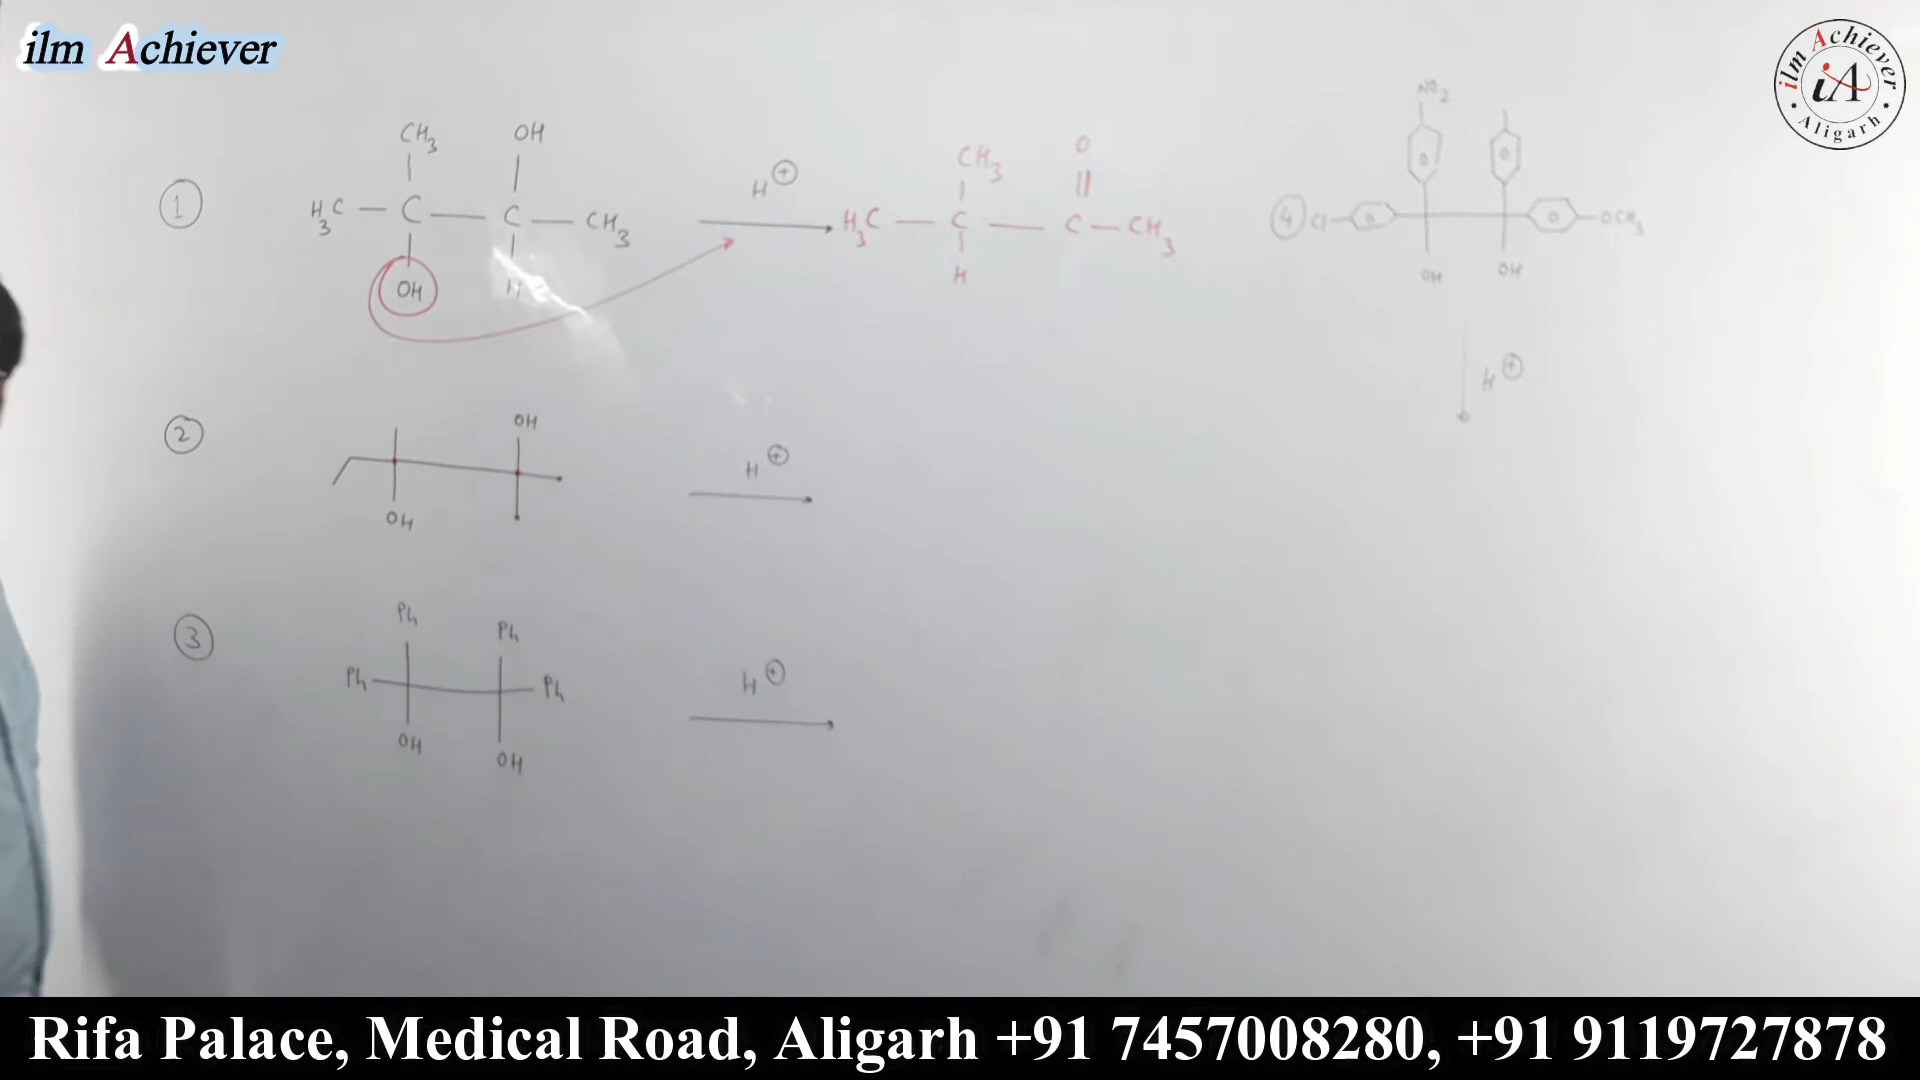 ilm Achiever
ilm Achiever
iA
Aligarh
①
CH₃ OH
H₃C — C — C — CH₃
OH H
H⊕
CH₃ O
H₃C — C — C — CH₃
H
④
NO₂
Cl OCH₃
OH OH
H⊕
②
OH
OH
H⊕
③
Ph Ph
Ph Ph
OH OH
H⊕
Rifa Palace, Medical Road, Aligarh +91 7457008280, +91 9119727878